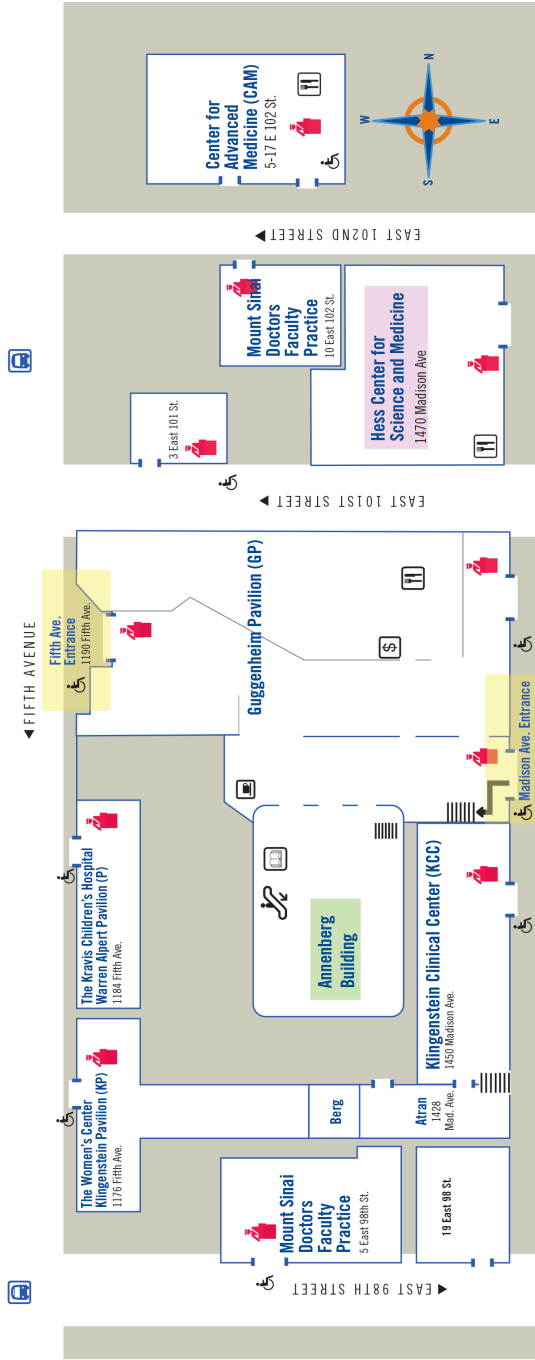 Center for
Advanced
Medicine (CAM)
5-17 E 102 St.
N
W
E
S
EAST 102ND STREET
Mount Sinai
Doctors
Faculty
Practice
10 East 102 St.
Hess Center for
Science and Medicine
1470 Madison Ave
3 East 101 St.
EAST 101ST STREET
FIFTH AVENUE
Fifth Ave.
Entrance
1190 Fifth Ave.
Guggenheim Pavilion (GP)
$
Madison Ave. Entrance
The Kravis Children's Hospital
Warren Alpert Pavilion (P)
1184 Fifth Ave.
Annenberg
Building
Klingenstein Clinical Center (KCC)
1450 Madison Ave.
The Women's Center
Klingenstein Pavilion (KP)
1176 Fifth Ave.
Berg
Atran
1428
Mad. Ave.
Mount Sinai
Doctors
Faculty
Practice
5 East 98th St.
19 East 98 St.
EAST 98TH STREET